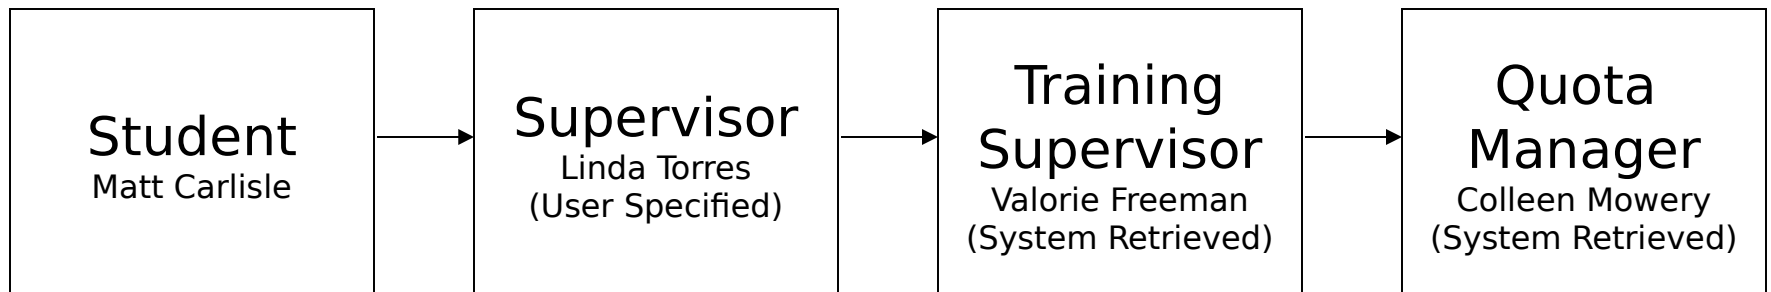 Student
Matt Carlisle
Supervisor
Linda Torres
(User Specified)
Training
Supervisor
Valorie Freeman
(System Retrieved)
Quota
Manager
Colleen Mowery
(System Retrieved)